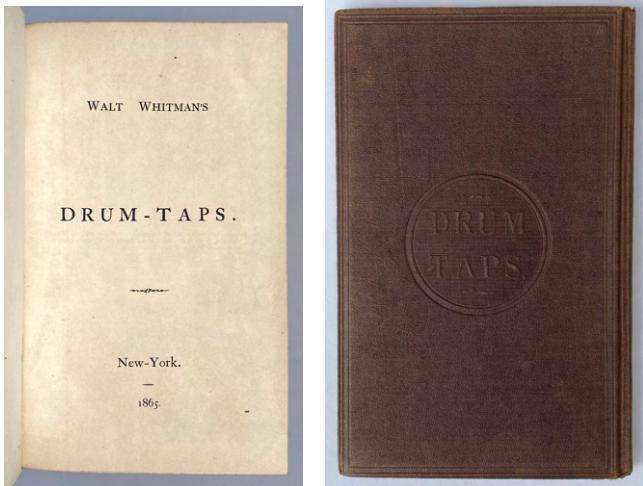 WALT WHITMAN'S
DRUM-TAPS.
New-York.
1865.
DRUM
TAPS